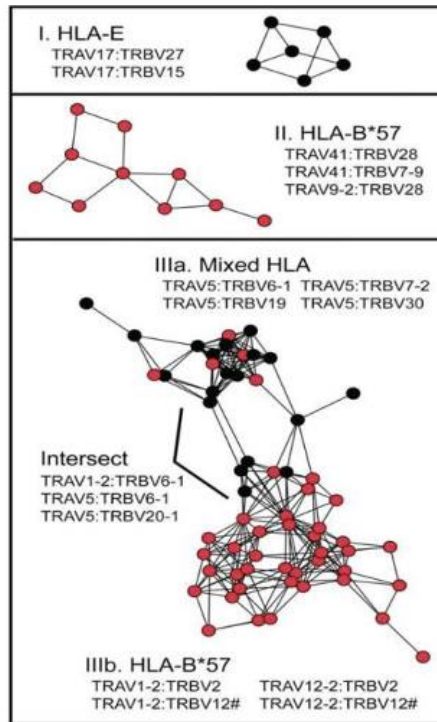 I. HLA-E
TRAV17:TRBV27
TRAV17:TRBV15
II. HLA-B*57
TRAV41:TRBV28
TRAV41:TRBV7-9
TRAV9-2:TRBV28
IIIa. Mixed HLA
TRAV5:TRBV6-1 TRAV5:TRBV7-2
TRAV5:TRBV19 TRAV5:TRBV30
Intersect
TRAV1-2:TRBV6-1
TRAV5:TRBV6-1
TRAV5:TRBV20-1
IIIb. HLA-B*57
TRAV1-2:TRBV2 TRAV12-2:TRBV2
TRAV1-2:TRBV12# TRAV12-2:TRBV12#